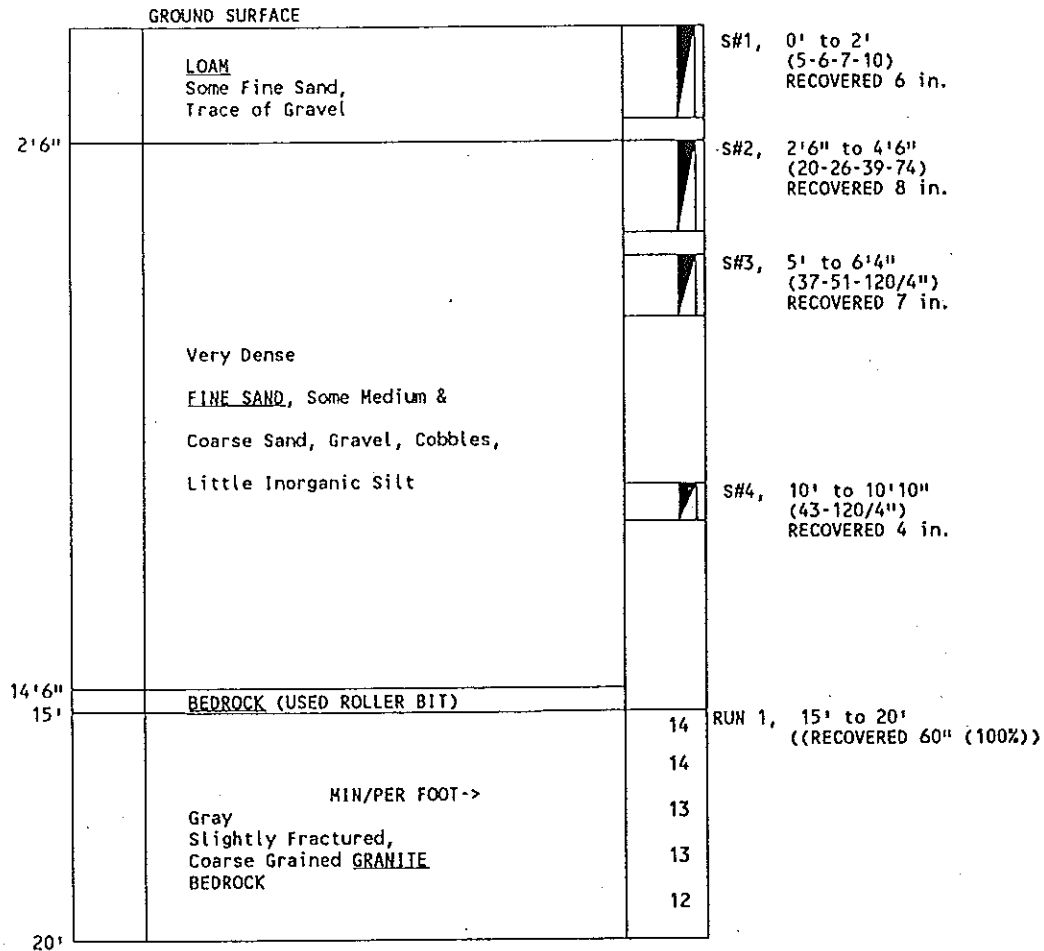 GROUND SURFACE
LOAM
Some Fine Sand,
Trace of Gravel
S#1, 0' to 2'
(5-6-7-10)
RECOVERED 6 in.
2'6"
S#2, 2'6" to 4'6"
(20-26-39-74)
RECOVERED 8 in.
S#3, 5' to 6'4"
(37-51-120/4")
RECOVERED 7 in.
Very Dense
FINE SAND, Some Medium &
Coarse Sand, Gravel, Cobbles,
Little Inorganic Silt
S#4, 10' to 10'10"
(43-120/4")
RECOVERED 4 in.
14'6"
BEDROCK (USED ROLLER BIT)
15'
RUN 1, 15' to 20'
((RECOVERED 60" (100%))
14
14
MIN/PER FOOT->
13
Gray
Slightly Fractured,
Coarse Grained GRANITE
BEDROCK
13
12
20'